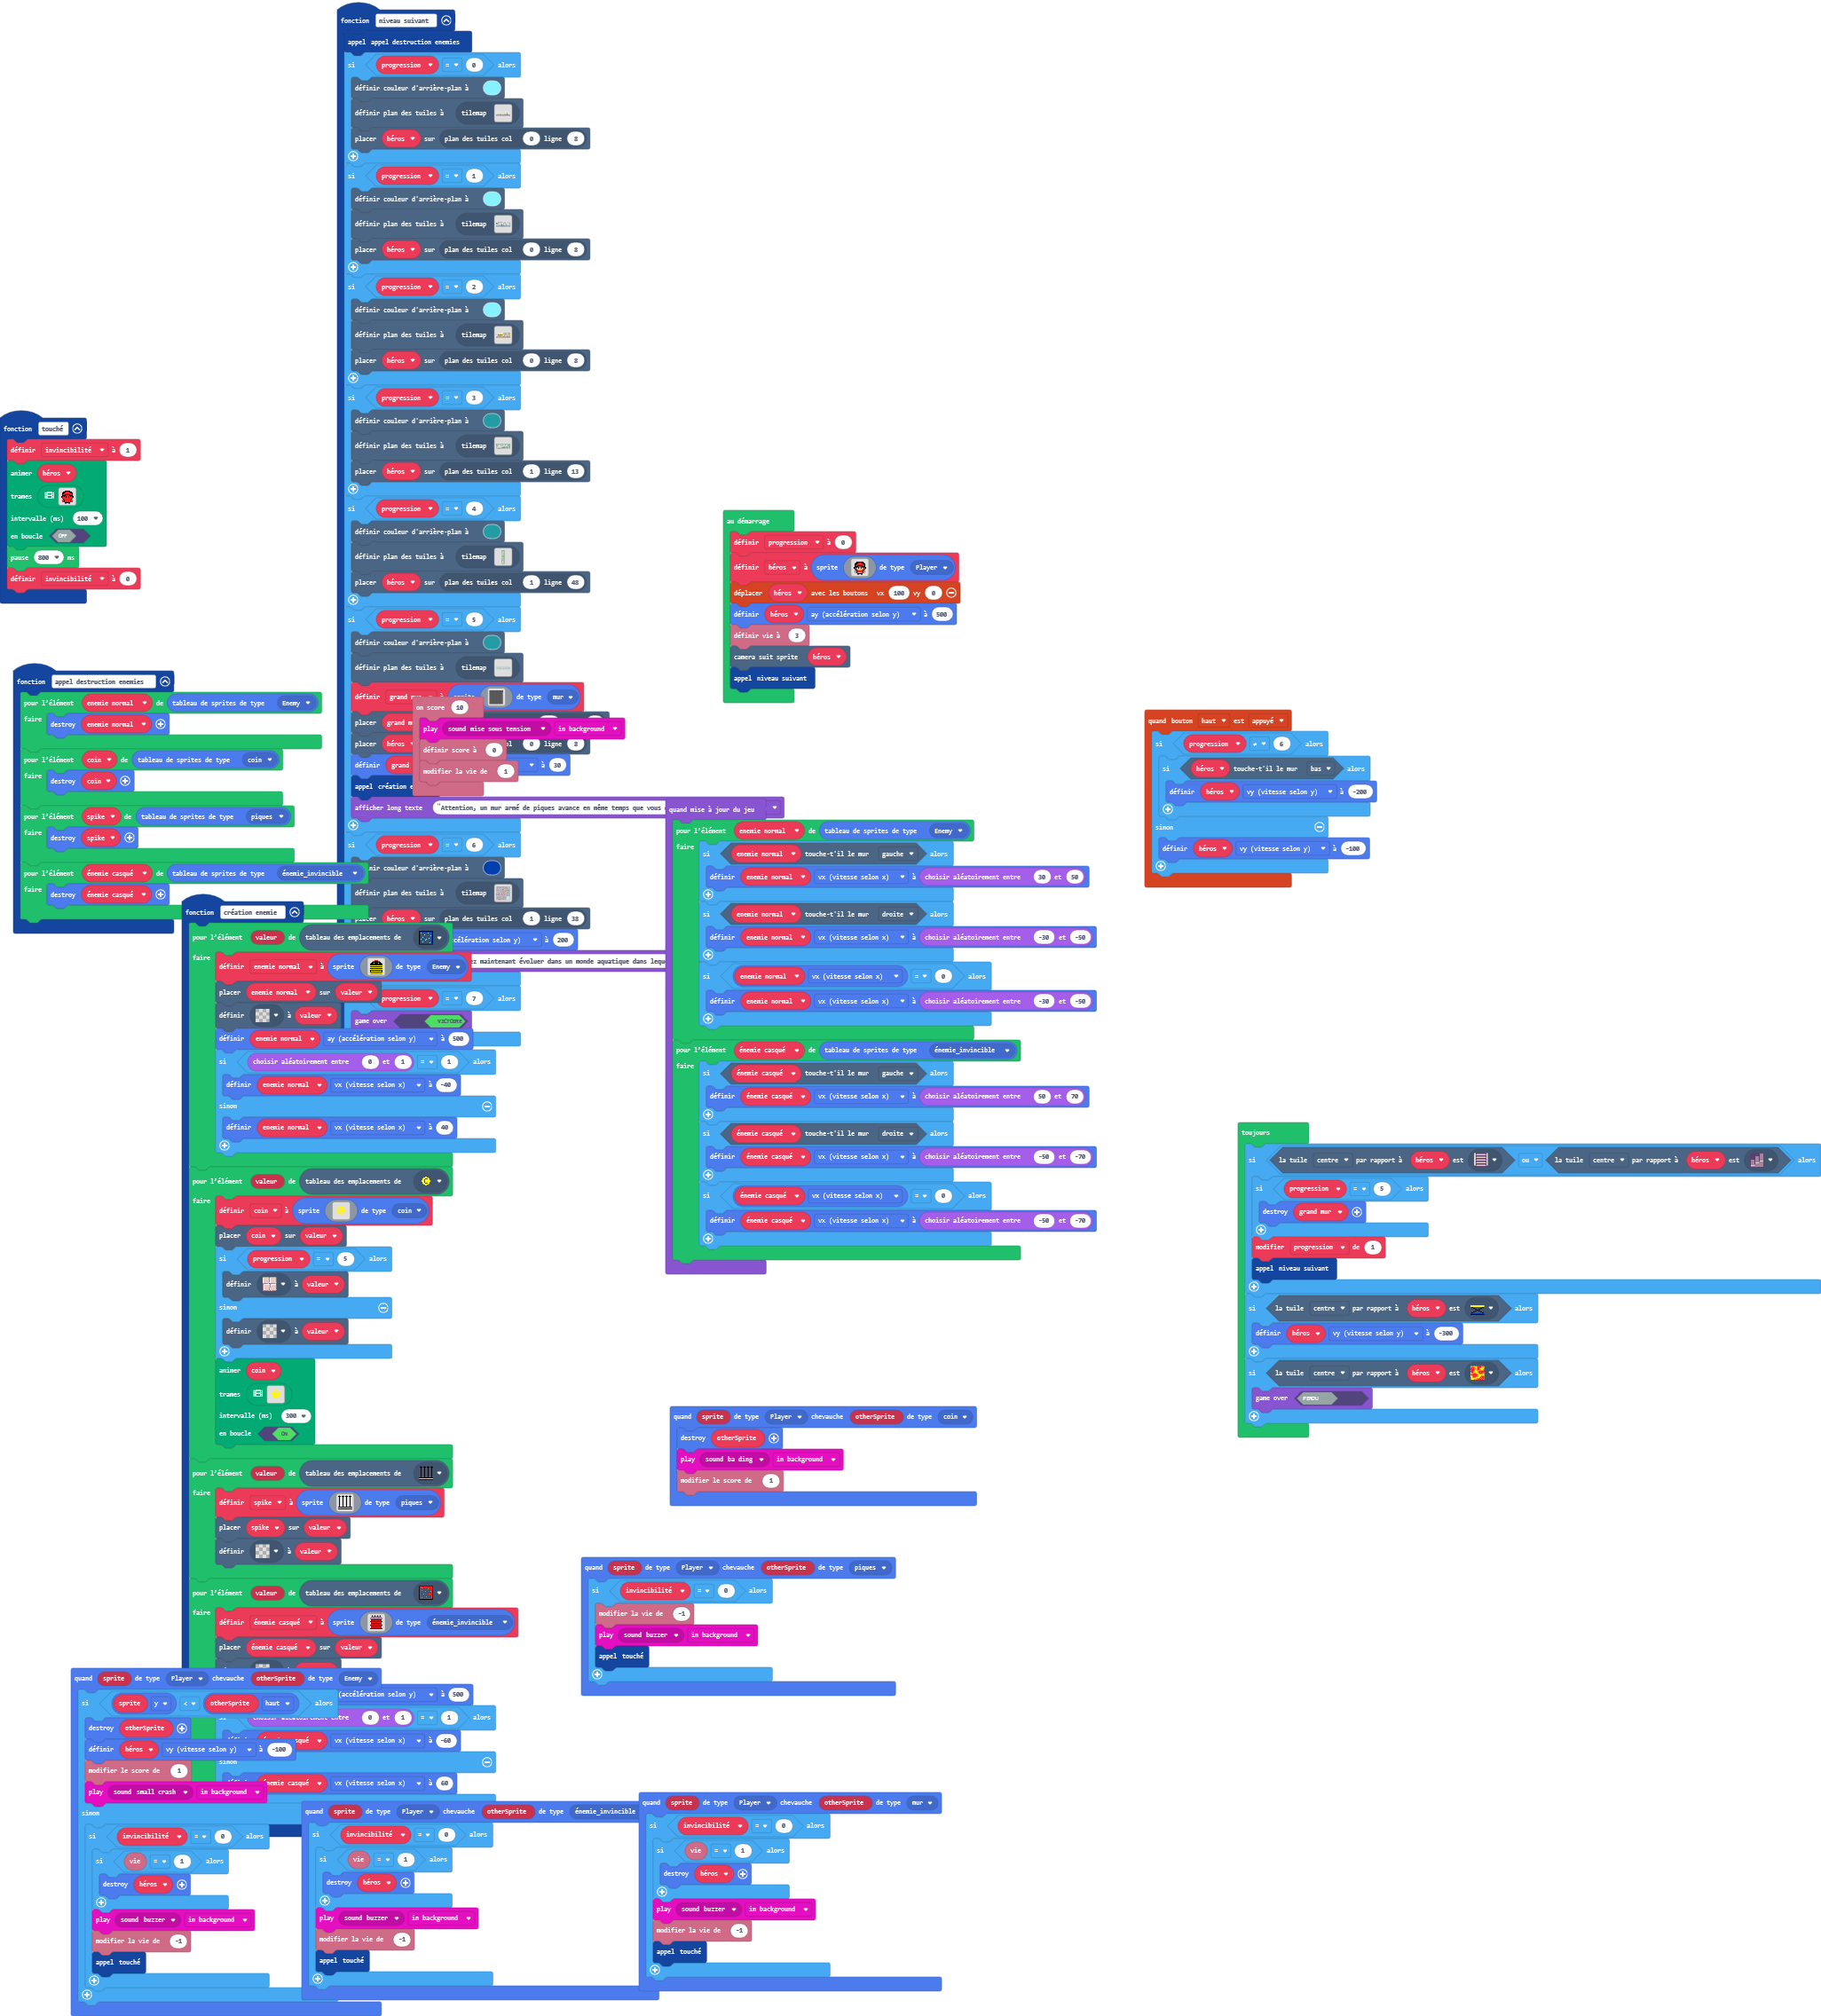 fonction niveau suivant
appel appel destruction enemies
si progression = 0 alors
définir couleur d'arrière-plan à
définir plan des tuiles à tilemap
placer héros sur plan des tuiles col 0 ligne 8
si progression = 1 alors
définir couleur d'arrière-plan à
définir plan des tuiles à tilemap
placer héros sur plan des tuiles col 0 ligne 8
si progression = 2 alors
définir couleur d'arrière-plan à
définir plan des tuiles à tilemap
placer héros sur plan des tuiles col 0 ligne 8
si progression = 3 alors
définir couleur d'arrière-plan à
définir plan des tuiles à tilemap
placer héros sur plan des tuiles col 1 ligne 13
si progression = 4 alors
définir couleur d'arrière-plan à
définir plan des tuiles à tilemap
placer héros sur plan des tuiles col 1 ligne 48
si progression = 5 alors
définir couleur d'arrière-plan à
définir plan des tuiles à tilemap
définir grand de type mur
placer grand
placer héros 0 ligne 8
définir grand à 30
appel création
afficher long texte "Attention, un mur armé de piques avance en même temps que vous
si progression = 6 alors
couleur d'arrière-plan à
définir plan des tuiles à tilemap
héros sur plan des tuiles col 1 ligne 38
selon y) à 200
maintenant évoluer dans un monde aquatique dans
= 7 alors
game over VICTOIRE
fonction touché
définir invincibilité à 1
animer héros
trames
intervalle (ms) 100
en boucle OFF
pause 800 ms
définir invincibilité à 0
fonction appel destruction enemies
pour l'élément enemie normal de tableau de sprites de type Enemy
faire destroy enemie normal
pour l'élément coin de tableau de sprites de type coin
faire destroy coin
pour l'élément spike de tableau de sprites de type piques
faire destroy spike
pour l'élément énemie casqué de tableau de sprites de type énemie_invincible
faire destroy énemie casqué
on score 10
play sound mise sous tension in background
définir score à 0
modifier la vie de 1
au démarrage
définir progression à 0
définir héros à sprite de type Player
déplacer héros avec les boutons vx 100 vy 0
définir héros ay (accélération selon y) à 500
définir vie à 3
camera suit sprite héros
appel niveau suivant
quand bouton haut est appuyé
si progression ≠ 6 alors
si héros touche-t'il le mur bas alors
définir héros vy (vitesse selon y) à -200
sinon
définir héros vy (vitesse selon y) à -100
quand mise à jour du jeu
pour l'élément enemie normal de tableau de sprites de type Enemy
faire si enemie normal touche-t'il le mur gauche alors
définir enemie normal vx (vitesse selon x) à choisir aléatoirement entre 30 et 50
si enemie normal touche-t'il le mur droite alors
définir enemie normal vx (vitesse selon x) à choisir aléatoirement entre -30 et -50
si enemie normal vx (vitesse selon x) = 0 alors
définir enemie normal vx (vitesse selon x) à choisir aléatoirement entre -30 et -50
pour l'élément énemie casqué de tableau de sprites de type énemie_invincible
faire si énemie casqué touche-t'il le mur gauche alors
définir énemie casqué vx (vitesse selon x) à choisir aléatoirement entre 50 et 70
si énemie casqué touche-t'il le mur droite alors
définir énemie casqué vx (vitesse selon x) à choisir aléatoirement entre -50 et -70
si énemie casqué vx (vitesse selon x) = 0 alors
définir énemie casqué vx (vitesse selon x) à choisir aléatoirement entre -50 et -70
fonction création enemie
pour l'élément valeur de tableau des emplacements de
faire définir enemie normal à sprite de type Enemy
placer enemie normal sur valeur
définir à valeur
définir enemie normal ay (accélération selon y) à 500
si choisir aléatoirement entre 0 et 1 = 1 alors
définir enemie normal vx (vitesse selon x) à -40
sinon
définir enemie normal vx (vitesse selon x) à 40
pour l'élément valeur de tableau des emplacements de
faire définir coin à sprite de type coin
placer coin sur valeur
si progression = 5 alors
définir à valeur
sinon
définir à valeur
animer coin
trames
intervalle (ms) 300
en boucle ON
pour l'élément valeur de tableau des emplacements de
faire définir spike à sprite de type piques
placer spike sur valeur
définir à valeur
pour l'élément valeur de tableau des emplacements de
faire définir énemie casqué à sprite de type énemie_invincible
placer énemie casqué sur valeur
(accélération selon y) à 500
0 et 1 = 1 alors
vx (vitesse selon x) à -60
sinon
casqué vx (vitesse selon x) à 60
toujours
si la tuile centre par rapport à héros est ou la tuile centre par rapport à héros est alors
si progression = 5 alors
destroy grand mur
modifier progression de 1
appel niveau suivant
si la tuile centre par rapport à héros est alors
définir héros vy (vitesse selon y) à -300
si la tuile centre par rapport à héros est alors
game over PERDU
quand sprite de type Player chevauche otherSprite de type coin
destroy otherSprite
play sound ba ding in background
modifier le score de 1
quand sprite de type Player chevauche otherSprite de type piques
si invincibilité = 0 alors
modifier la vie de -1
play sound buzzer in background
appel touché
quand sprite de type Player chevauche otherSprite de type Enemy
si sprite y < otherSprite haut alors
destroy otherSprite
définir héros vy (vitesse selon y) à -100
modifier le score de 1
play sound small crash in background
sinon
si invincibilité = 0 alors
si vie = 1 alors
destroy héros
play sound buzzer in background
modifier la vie de -1
appel touché
quand sprite de type Player chevauche otherSprite de type énemie_invincible
si invincibilité = 0 alors
si vie = 1 alors
destroy héros
play sound buzzer in background
modifier la vie de -1
appel touché
quand sprite de type Player chevauche otherSprite de type mur
si invincibilité = 0 alors
si vie = 1 alors
destroy héros
play sound buzzer in background
modifier la vie de -1
appel touché